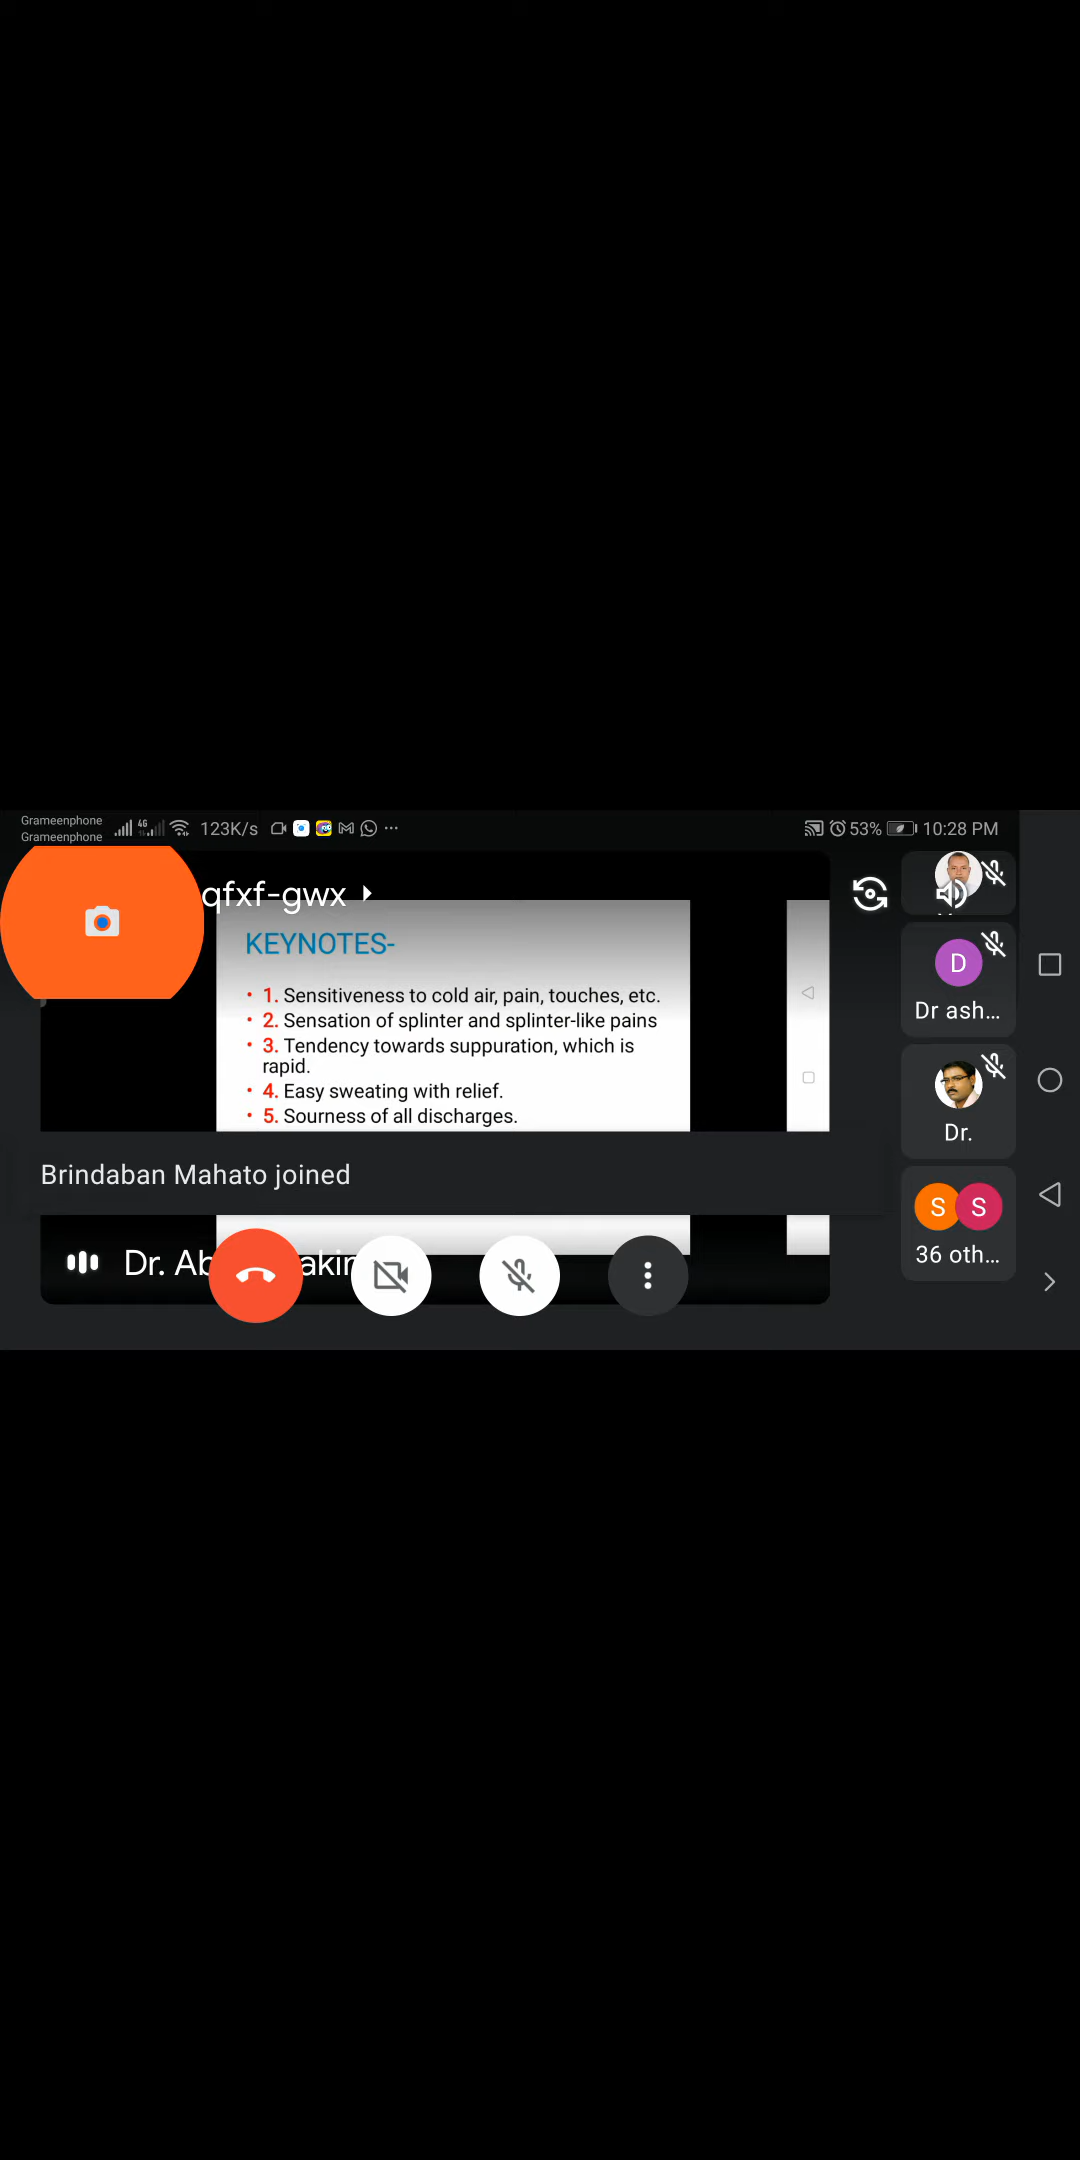 Grameenphone
Grameenphone
4G
123K/s
53%
10:28 PM
qfxf-gwx
KEYNOTES-
• 1. Sensitiveness to cold air, pain, touches, etc.
• 2. Sensation of splinter and splinter-like pains
• 3. Tendency towards suppuration, which is
rapid.
• 4. Easy sweating with relief.
• 5. Sourness of all discharges.
Brindaban Mahato joined
Dr.
D
Dr ash...
Dr.
S S
36 oth...